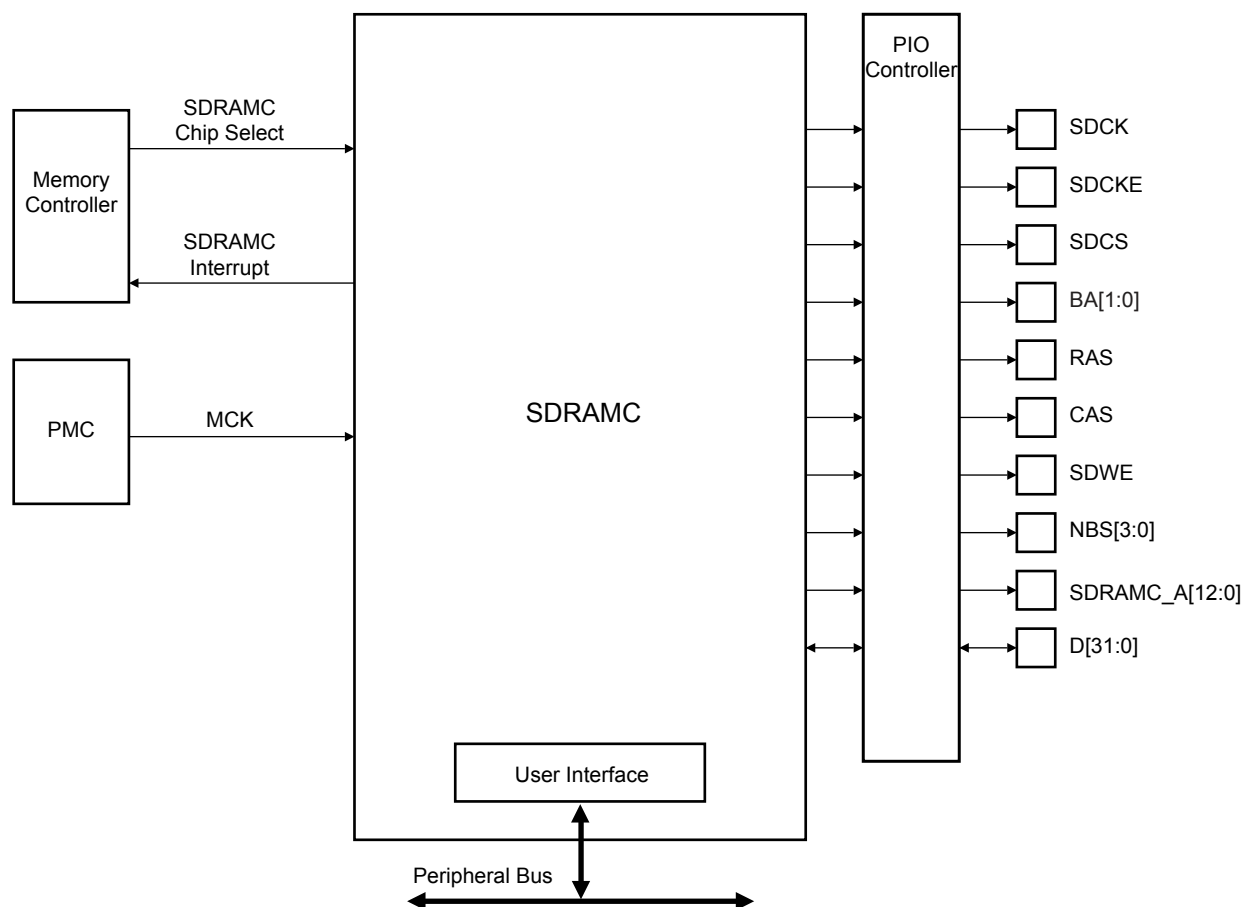 SDRAMC
Chip Select
Memory
Controller
SDRAMC
Interrupt
PMC
MCK
SDRAMC
User Interface
Peripheral Bus
PIO
Controller
SDCK
SDCKE
SDCS
BA[1:0]
RAS
CAS
SDWE
NBS[3:0]
SDRAMC_A[12:0]
D[31:0]